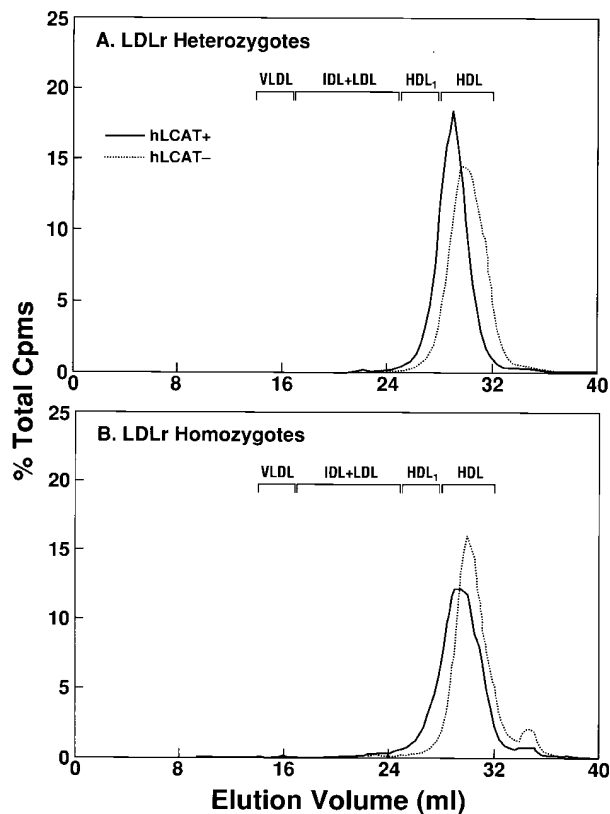 A. LDLr Heterozygotes
VLDL IDL+LDL HDL₁ HDL
hLCAT+
hLCAT−
25
20
15
10
5
0
0 8 16 24 32 40
B. LDLr Homozygotes
VLDL IDL+LDL HDL₁ HDL
25
20
15
10
5
0
0 8 16 24 32 40
% Total Cpms
Elution Volume (ml)